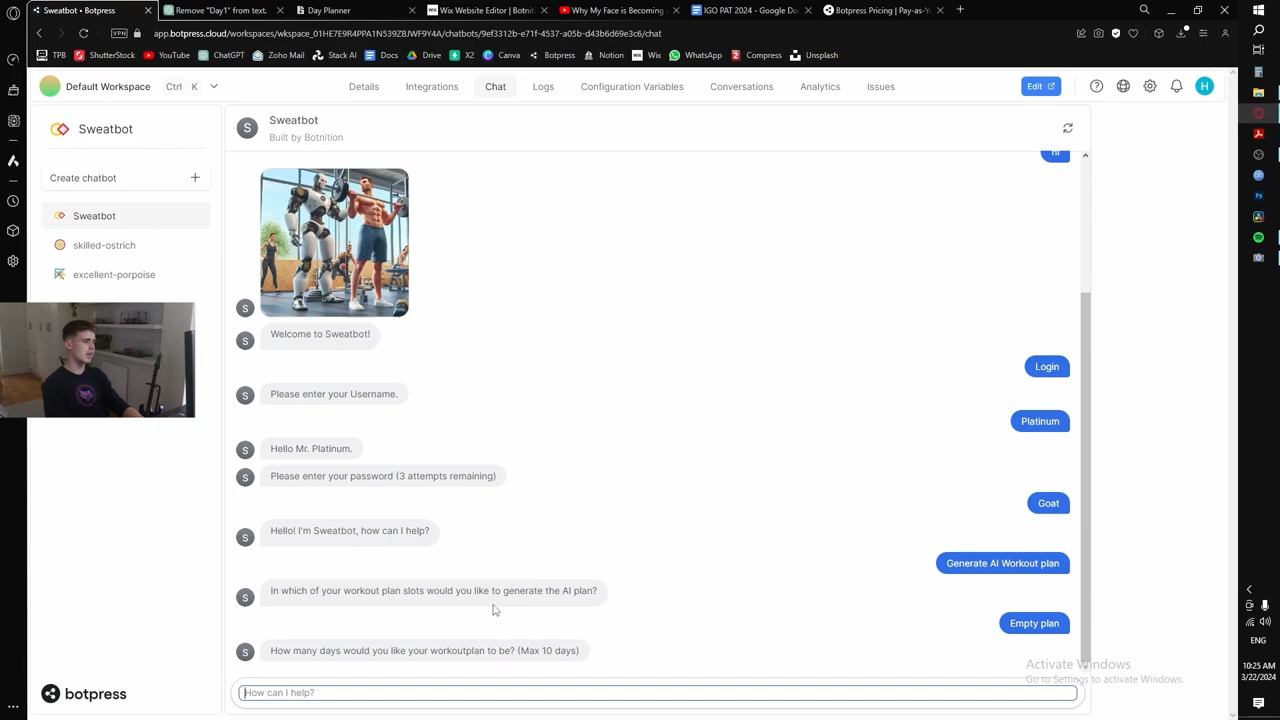 Sweatbot • Botpress
Remove "Day1" from text.
Day Planner
Wix Website Editor | Botniti
Why My Face is Becoming
IGO PAT 2024 - Google Do
Botpress Pricing | Pay-as-Yo
VPN
app.botpress.cloud/workspaces/wkspace_01HE7E9R4PPA1N539ZBJWF9Y4A/chatbots/9ef3312b-e71f-4537-a05b-d43b6d69e3c6/chat
TPB
ShutterStock
YouTube
ChatGPT
Zoho Mail
Stack AI
Docs
Drive
X2
Canva
Botpress
Notion
Wix
WhatsApp
Compress
Unsplash
Default Workspace
Ctrl K
Details
Integrations
Chat
Logs
Configuration Variables
Conversations
Analytics
Issues
Edit
H
Sweatbot
Create chatbot
Sweatbot
skilled-ostrich
excellent-porpoise
S
Sweatbot
Built by Botnition
hi
S
Welcome to Sweatbot!
S
Login
Please enter your Username.
S
Platinum
Hello Mr. Platinum.
S
Please enter your password (3 attempts remaining)
S
Goat
Hello! I'm Sweatbot, how can I help?
S
Generate AI Workout plan
In which of your workout plan slots would you like to generate the AI plan?
S
Empty plan
How many days would you like your workoutplan to be? (Max 10 days)
S
How can I help?
botpress
Activate Windows
Go to Settings to activate Windows.
Ps
ENG
10:25 AM
3/22/2024